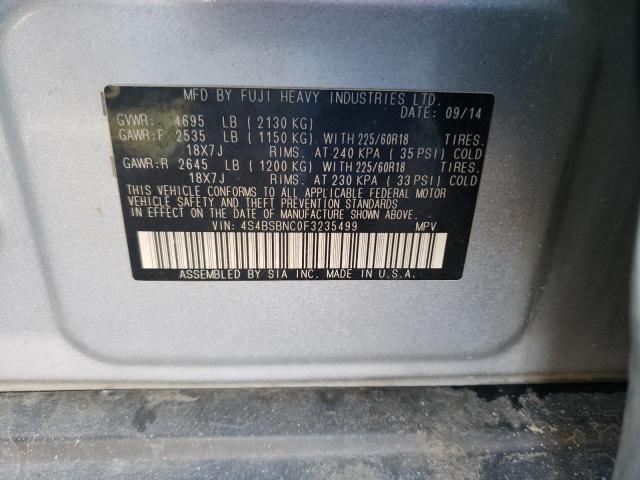 MFD BY FUJI HEAVY INDUSTRIES LTD.
DATE: 09/14
GVWR: 4695 LB (2130 KG)
GAWR:F 2535 LB (1150 KG) WITH 225/60R18 TIRES.
18X7J RIMS. AT 240 KPA (35 PSI) COLD
GAWR:R 2645 LB (1200 KG) WITH 225/60R18 TIRES.
18X7J RIMS. AT 230 KPA (33 PSI) COLD
THIS VEHICLE CONFORMS TO ALL APPLICABLE FEDERAL MOTOR
VEHICLE SAFETY AND THEFT PREVENTION STANDARDS
IN EFFECT ON THE DATE OF MANUFACTURE SHOWN ABOVE.
VIN: 4S4BSBNC0F3235499 MPV
ASSEMBLED BY SIA INC. MADE IN U.S.A.